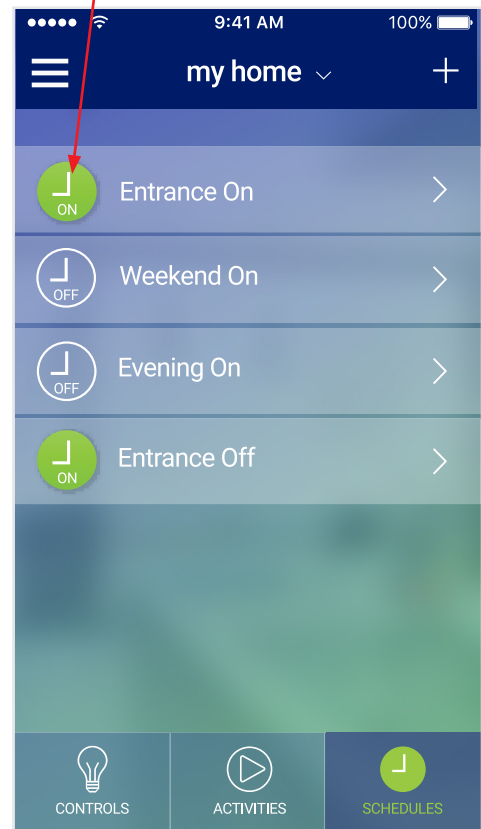 9:41 AM 100%
my home
ON Entrance On
OFF Weekend On
OFF Evening On
ON Entrance Off
CONTROLS ACTIVITIES SCHEDULES